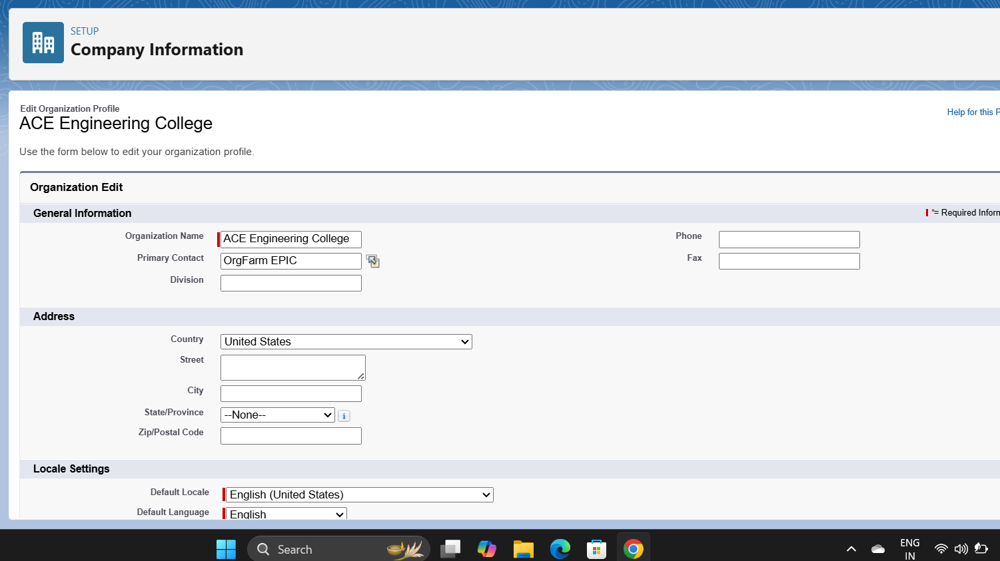 SETUP
Company Information
Edit Organization Profile
ACE Engineering College
Help for this P
Use the form below to edit your organization profile.
Organization Edit
General Information
*= Required Inform
Organization Name ACE Engineering College Phone
Primary Contact OrgFarm EPIC Fax
Division
Address
Country United States
Street
City
State/Province --None-- i
Zip/Postal Code
Locale Settings
Default Locale English (United States)
Default Language English
Search
ENG
IN